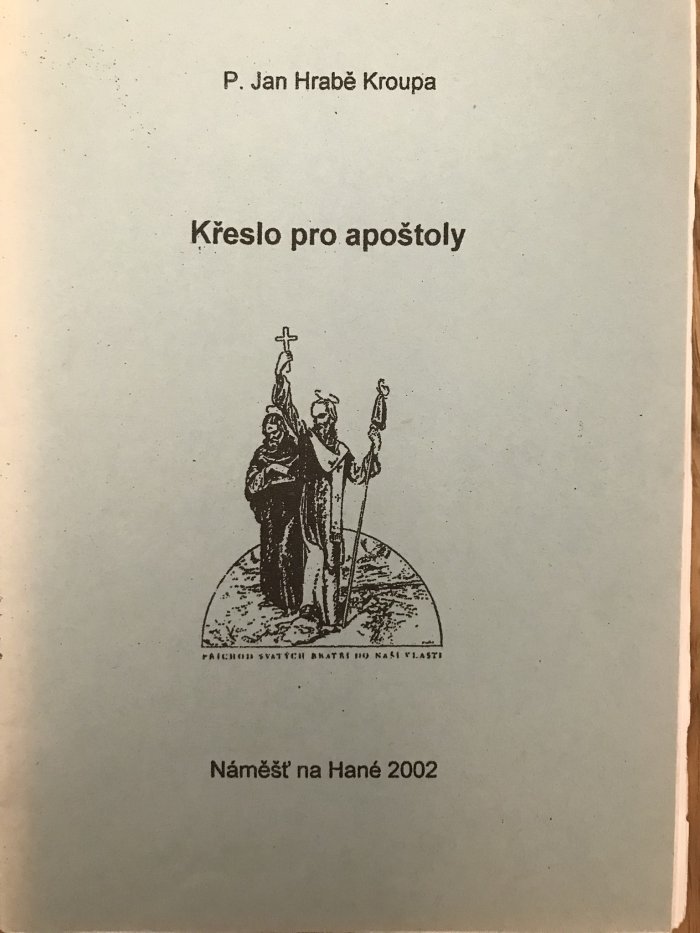 P. Jan Hrabě Kroupa
Křeslo pro apoštoly
PŘÍCHOD SVATÝCH BRATŘÍ DO NAŠÍ VLASTI
Náměšť na Hané 2002